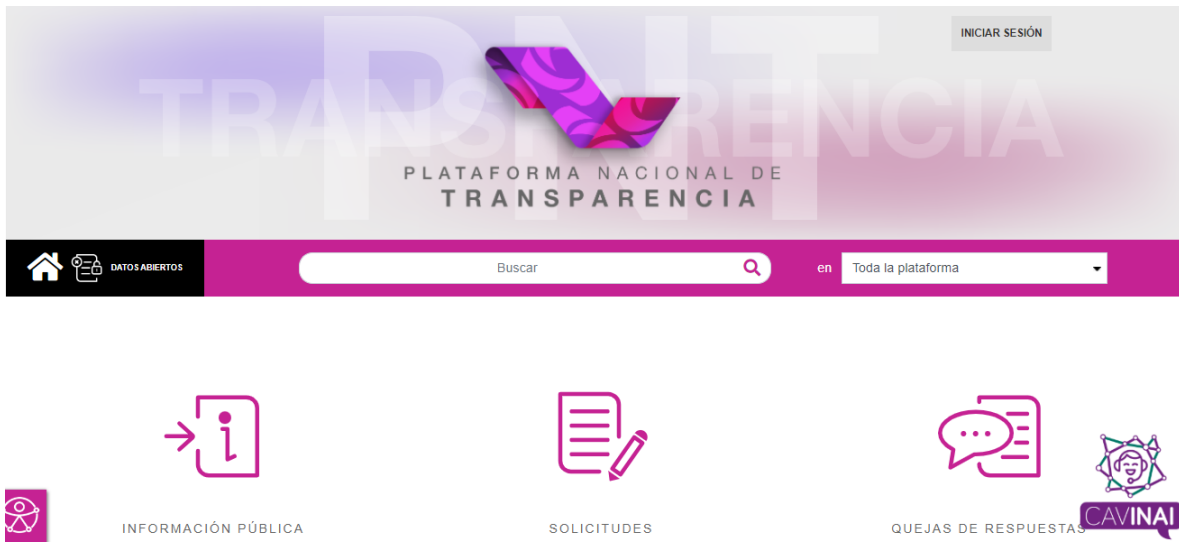 PNT
TRANSPARENCIA
INICIAR SESIÓN
PLATAFORMA NACIONAL DE
TRANSPARENCIA
DATOS ABIERTOS
Buscar
en
Toda la plataforma
INFORMACIÓN PÚBLICA
SOLICITUDES
QUEJAS DE RESPUESTAS
CAVINAI